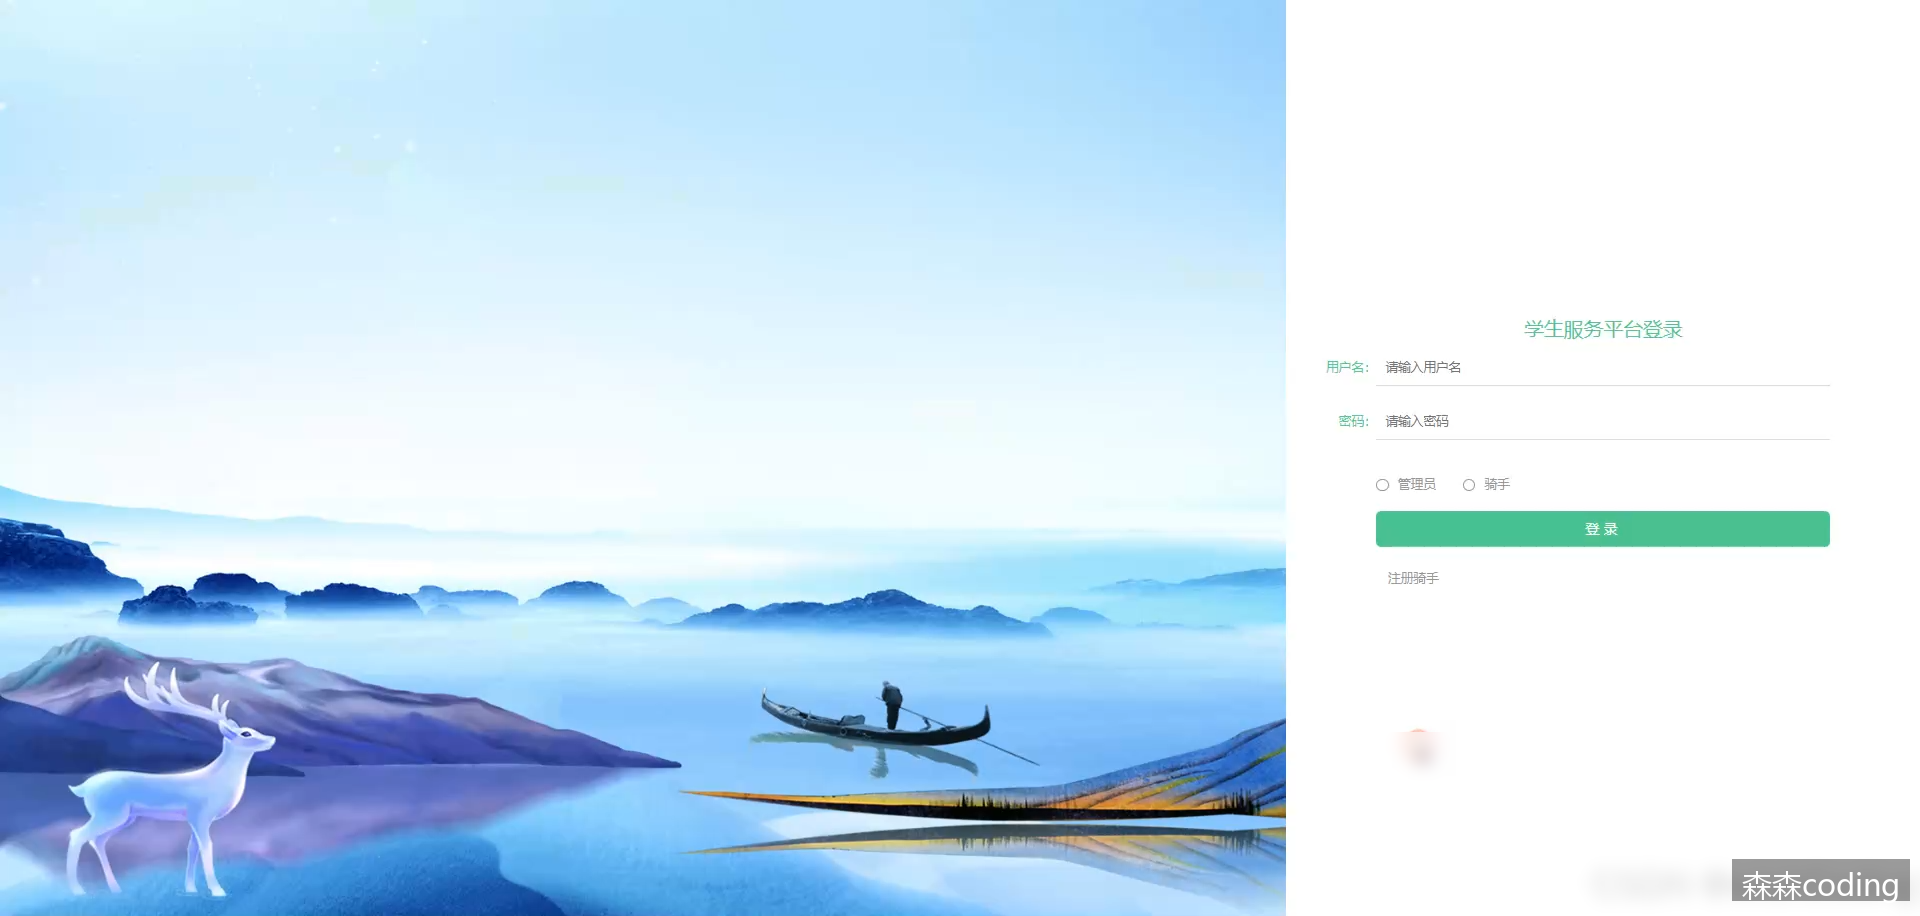 学生服务平台登录
用户名： 请输入用户名
密码： 请输入密码
管理员 骑手
登 录
注册骑手
森森coding